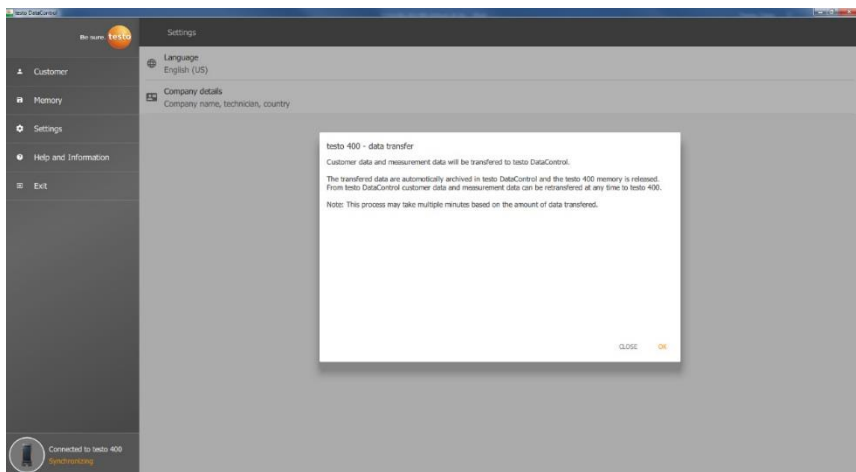 testo DataControl
Be sure. testo
Settings
Customer
Memory
Settings
Help and Information
Exit
Language
English (US)
Company details
Company name, technician, country
testo 400 - data transfer
Customer data and measurement data will be transfered to testo DataControl.
The transfered data are automatically archived in testo DataControl and the testo 400 memory is released.
From testo DataControl customer data and measurement data can be retransfered at any time to testo 400.
Note: This process may take multiple minutes based on the amount of data transfered.
CLOSE OK
Connected to testo 400
Synchronizing